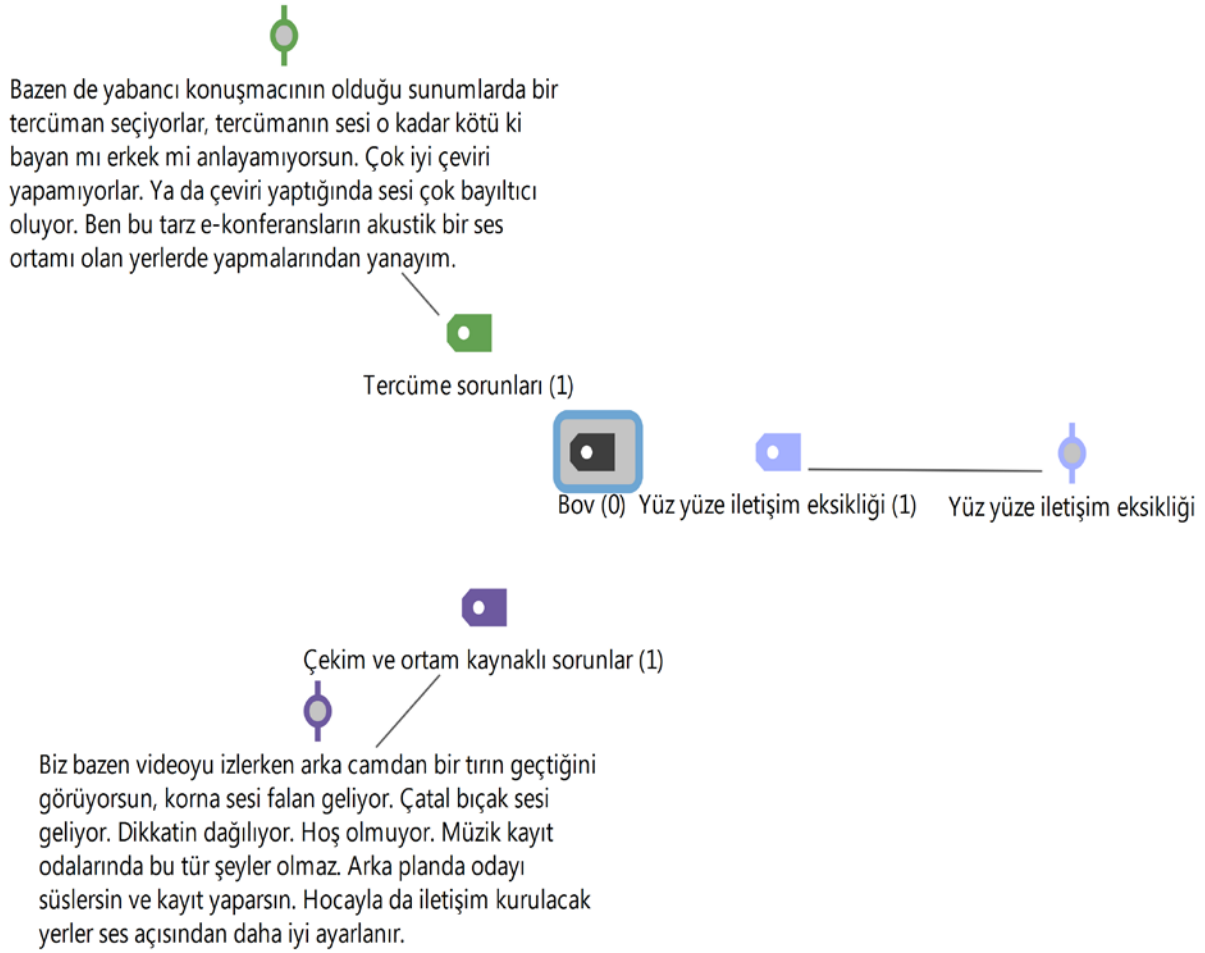 Bazen de yabancı konuşmacının olduğu sunumlarda bir
tercüman seçiyorlar, tercümanın sesi o kadar kötü ki
bayan mı erkek mi anlayamıyorsun. Çok iyi çeviri
yapamıyorlar. Ya da çeviri yaptığında sesi çok bayıltıcı
oluyor. Ben bu tarz e-konferansların akustik bir ses
ortamı olan yerlerde yapmalarından yanayım.
Tercüme sorunları (1)
Bov (0)
Yüz yüze iletişim eksikliği (1)
Yüz yüze iletişim eksikliği
Çekim ve ortam kaynaklı sorunlar (1)
Biz bazen videoyu izlerken arka camdan bir tırın geçtiğini
görüyorsun, korna sesi falan geliyor. Çatal bıçak sesi
geliyor. Dikkatin dağılıyor. Hoş olmuyor. Müzik kayıt
odalarında bu tür şeyler olmaz. Arka planda odayı
süslersin ve kayıt yaparsın. Hocayla da iletişim kurulacak
yerler ses açısından daha iyi ayarlanır.